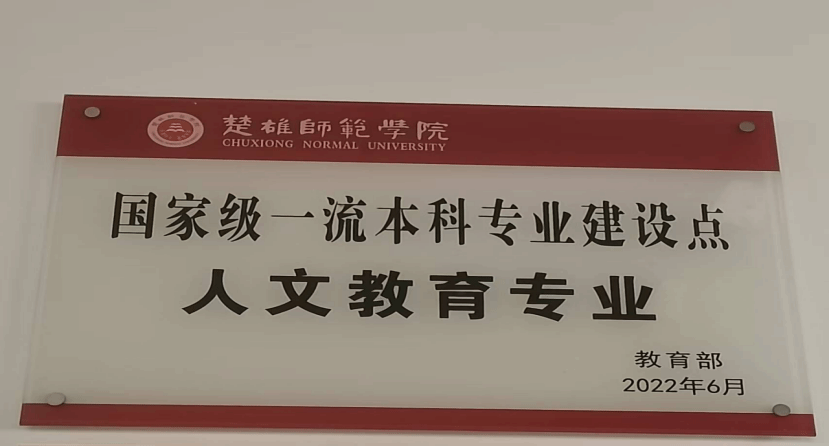 楚雄師範學院
CHUXIONG NORMAL UNIVERSITY
国家级一流本科专业建设点
人文教育专业
教育部
2022年6月